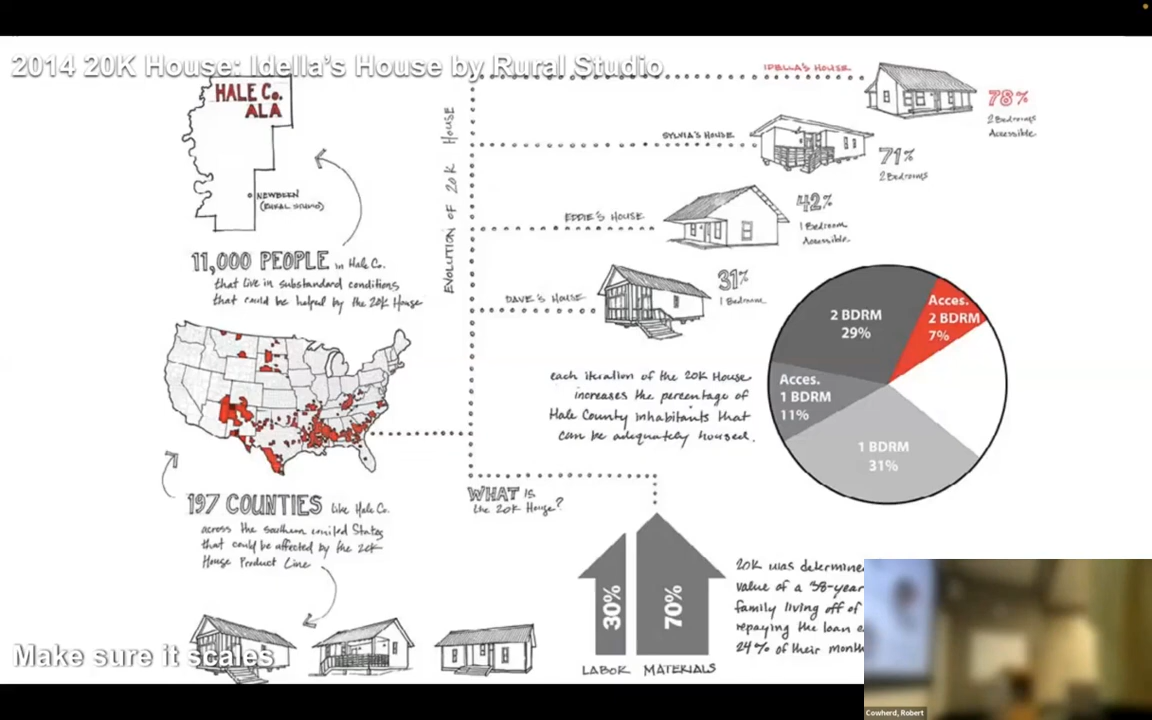 2014 20K House: Idella's House by Rural Studio
HALE Co.
ALA
NEWBERN
(RURAL STUDIO)
11,000 PEOPLE in Hale Co.
that live in substandard conditions
that could be helped by the 20K House
197 COUNTIES like Hale Co.
across the southern united States
that could be affected by the 20K
House Product Line
Make sure it scales
EVOLUTION OF 20K HOUSE
IDELLA'S HOUSE
78%
2 Bedrooms
Accessible
SYLVIA'S HOUSE
71%
2 Bedrooms
EDDIE'S HOUSE
42%
1 Bedroom
Accessible
DAVE'S HOUSE
31%
1 Bedroom
each iteration of the 20K House
increases the percentage of
Hale County inhabitants that
can be adequately housed.
2 BDRM
29%
Acces.
2 BDRM
7%
Acces.
1 BDRM
11%
1 BDRM
31%
WHAT is
the 20K House?
30%
70%
LABOR
MATERIALS
20K was determine
value of a 38-year
family living off of
repaying the loan
24% of their month
Cowherd, Robert